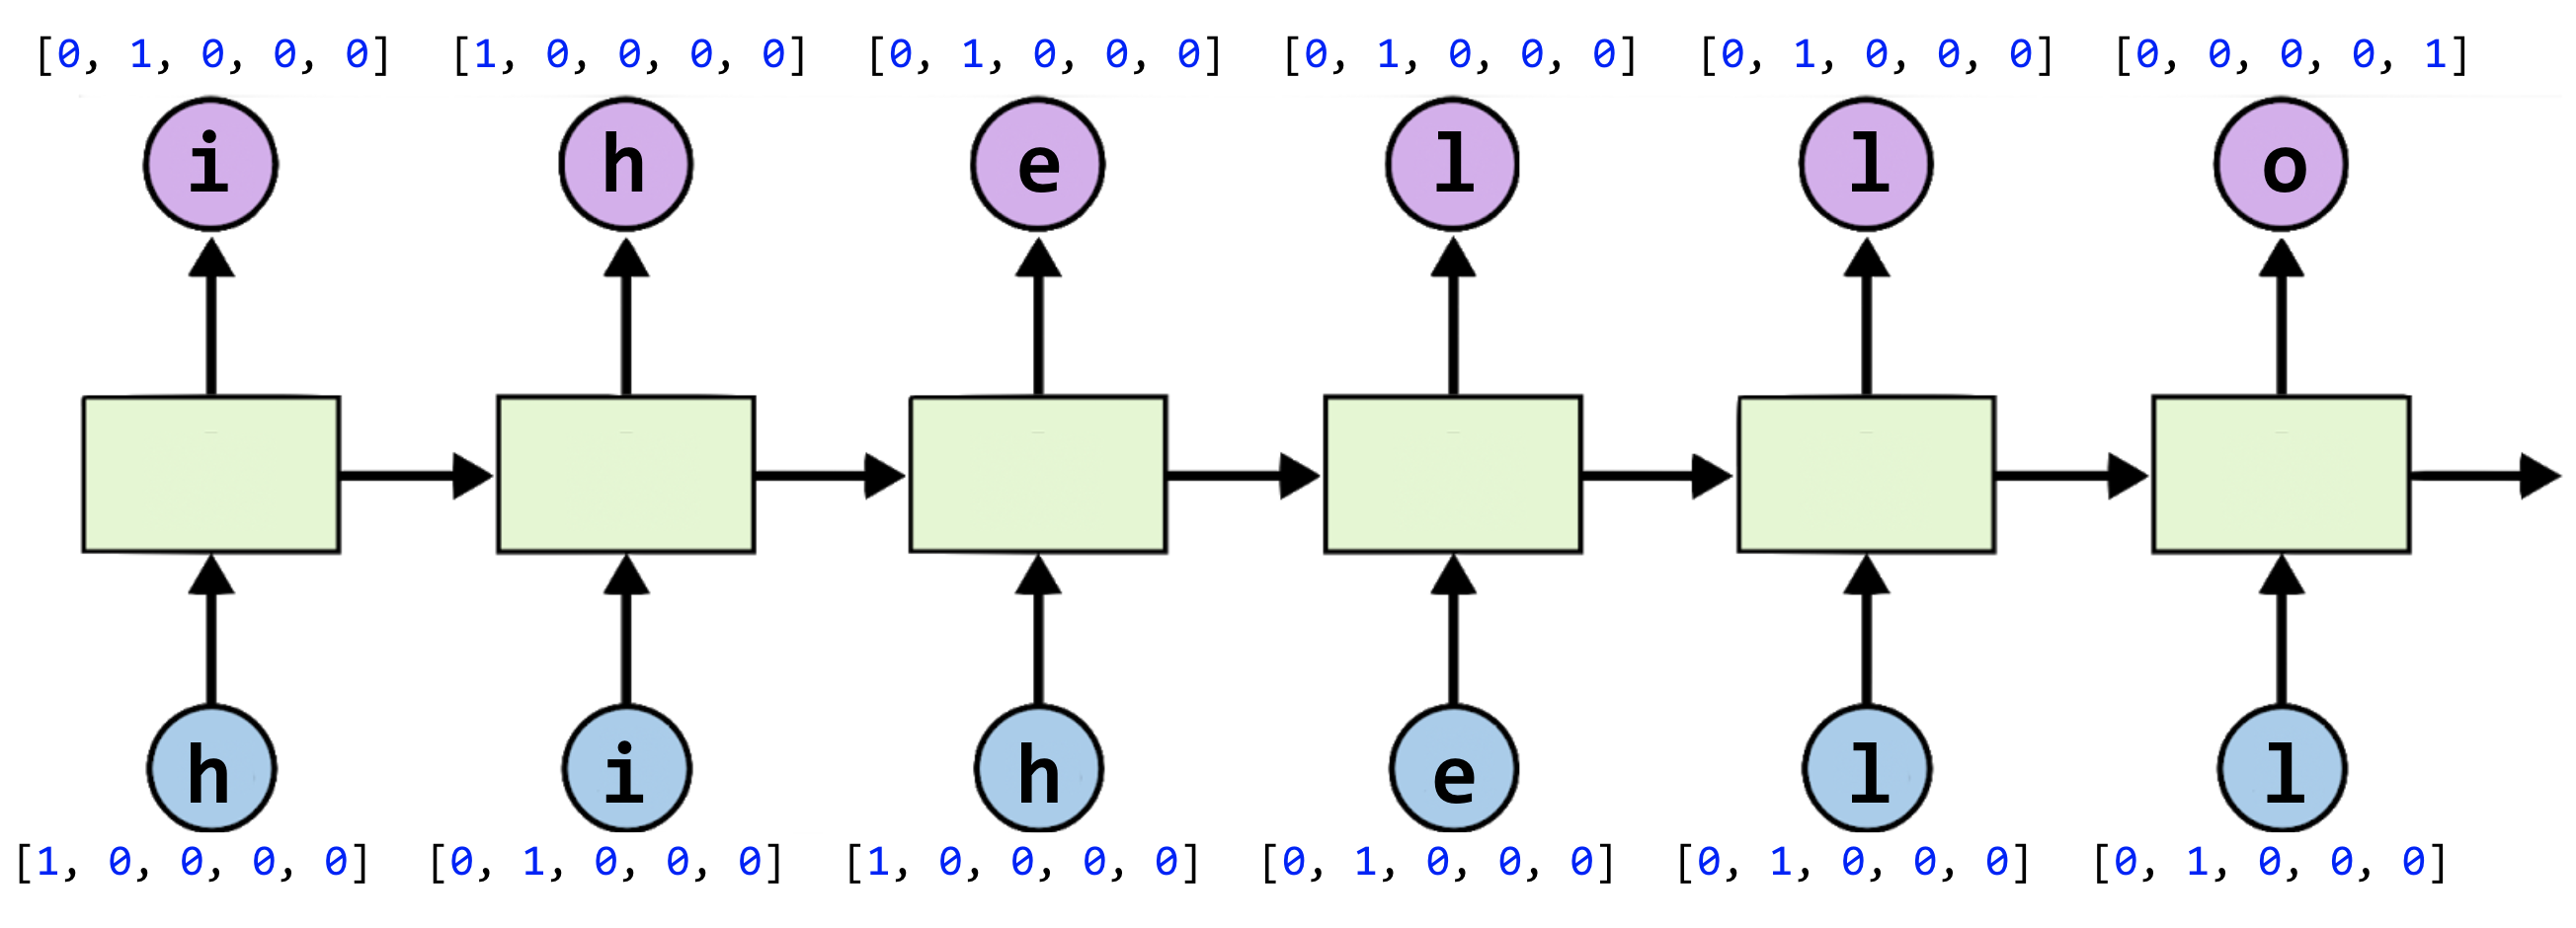 [0, 1, 0, 0, 0] [1, 0, 0, 0, 0] [0, 1, 0, 0, 0] [0, 1, 0, 0, 0] [0, 1, 0, 0, 0] [0, 0, 0, 0, 1]
i h e l l o
h i h e l l
[1, 0, 0, 0, 0] [0, 1, 0, 0, 0] [1, 0, 0, 0, 0] [0, 1, 0, 0, 0] [0, 1, 0, 0, 0] [0, 1, 0, 0, 0]